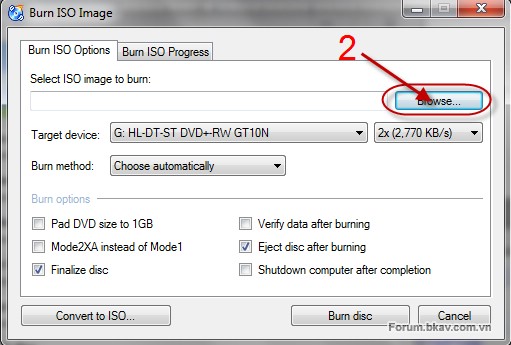 Burn ISO Image
Burn ISO Options Burn ISO Progress
2
Select ISO image to burn:
Browse...
Target device: G: HL-DT-ST DVD+-RW GT10N 2x (2,770 KB/s)
Burn method: Choose automatically
Burn options
Pad DVD size to 1GB Verify data after burning
Mode2XA instead of Mode1 Eject disc after burning
Finalize disc Shutdown computer after completion
Convert to ISO... Burn disc Cancel
Forum.bkav.com.vn